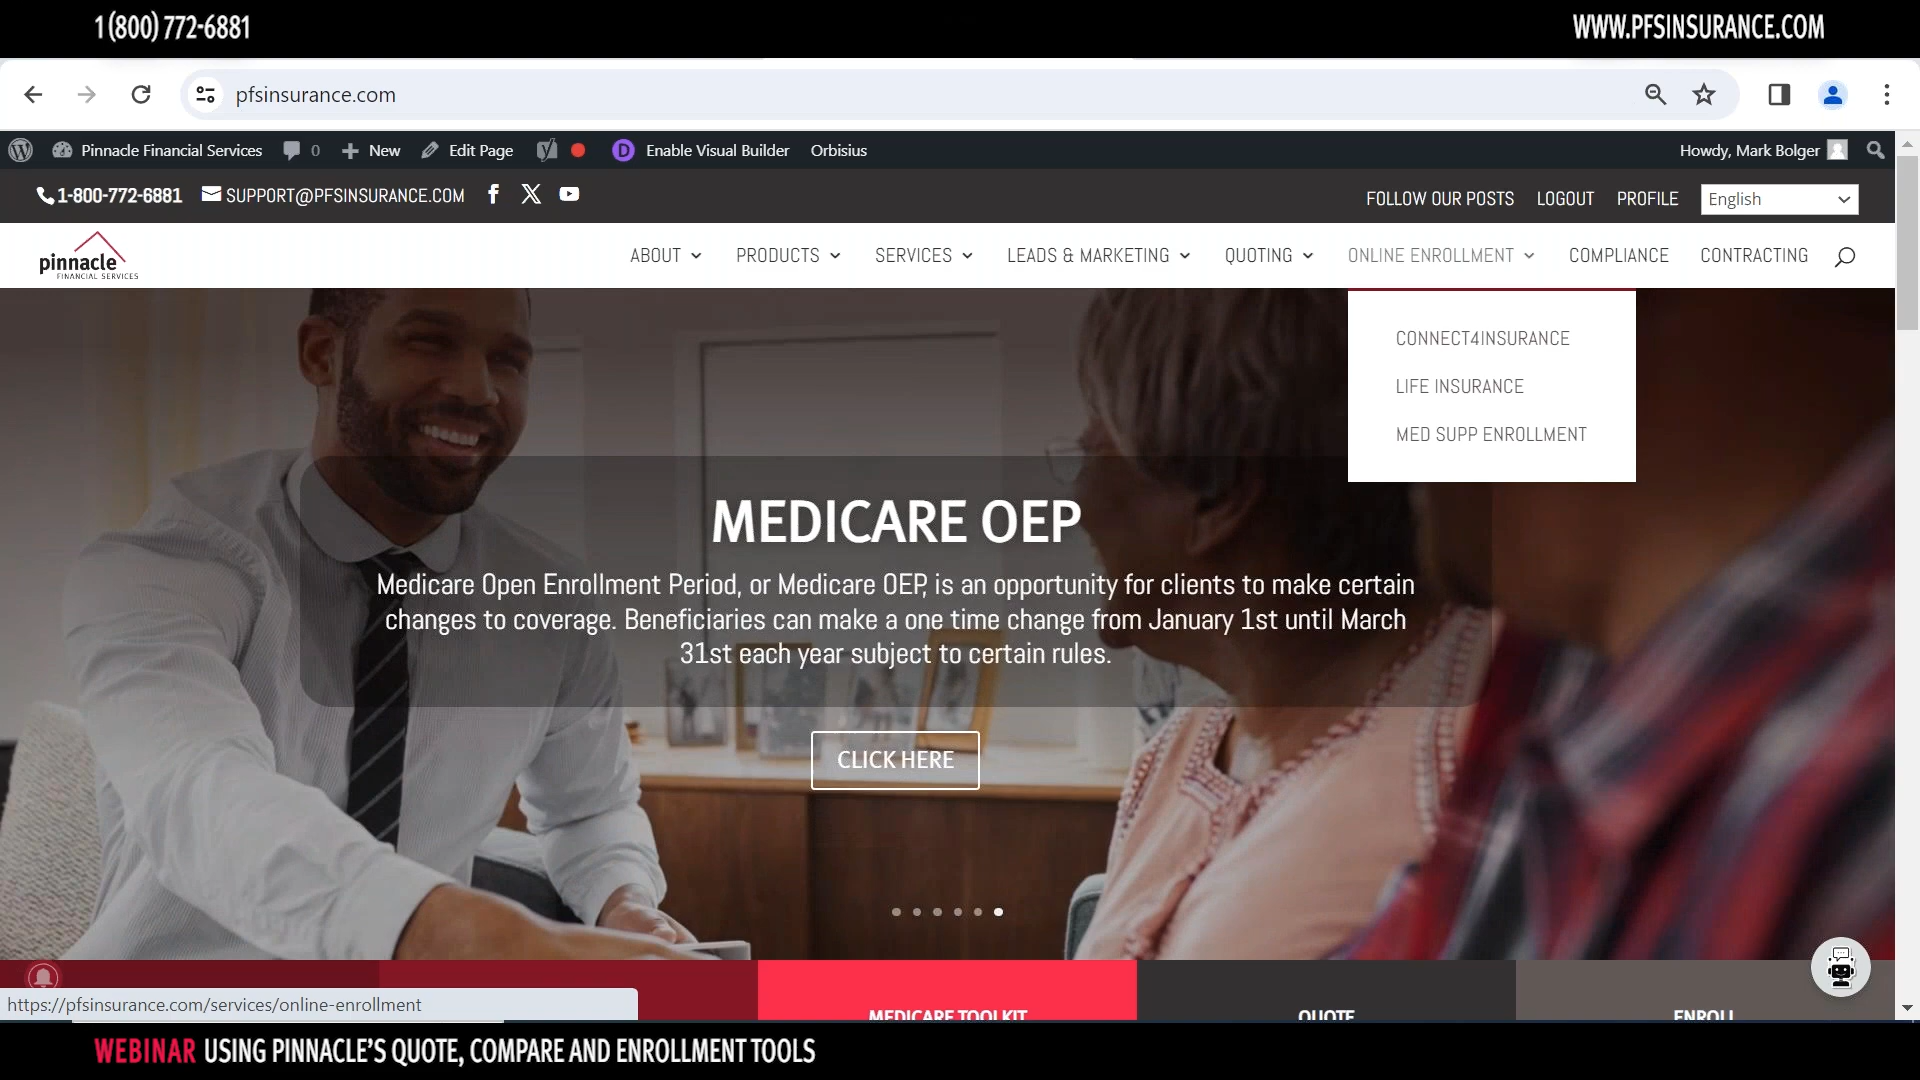 1 (800) 772-6881
WWW.PFSINSURANCE.COM
pfsinsurance.com
Pinnacle Financial Services 0 New Edit Page Enable Visual Builder Orbisius
Howdy, Mark Bolger
1-800-772-6881 SUPPORT@PFSINSURANCE.COM
FOLLOW OUR POSTS LOGOUT PROFILE English
pinnacle
FINANCIAL SERVICES
ABOUT PRODUCTS SERVICES LEADS & MARKETING QUOTING ONLINE ENROLLMENT COMPLIANCE CONTRACTING
CONNECT4INSURANCE
LIFE INSURANCE
MED SUPP ENROLLMENT
MEDICARE OEP
Medicare Open Enrollment Period, or Medicare OEP, is an opportunity for clients to make certain
changes to coverage. Beneficiaries can make a one time change from January 1st until March
31st each year subject to certain rules.
CLICK HERE
MEDICARE TOOLKIT
QUOTE
ENROLL
https://pfsinsurance.com/services/online-enrollment
WEBINAR USING PINNACLE'S QUOTE, COMPARE AND ENROLLMENT TOOLS